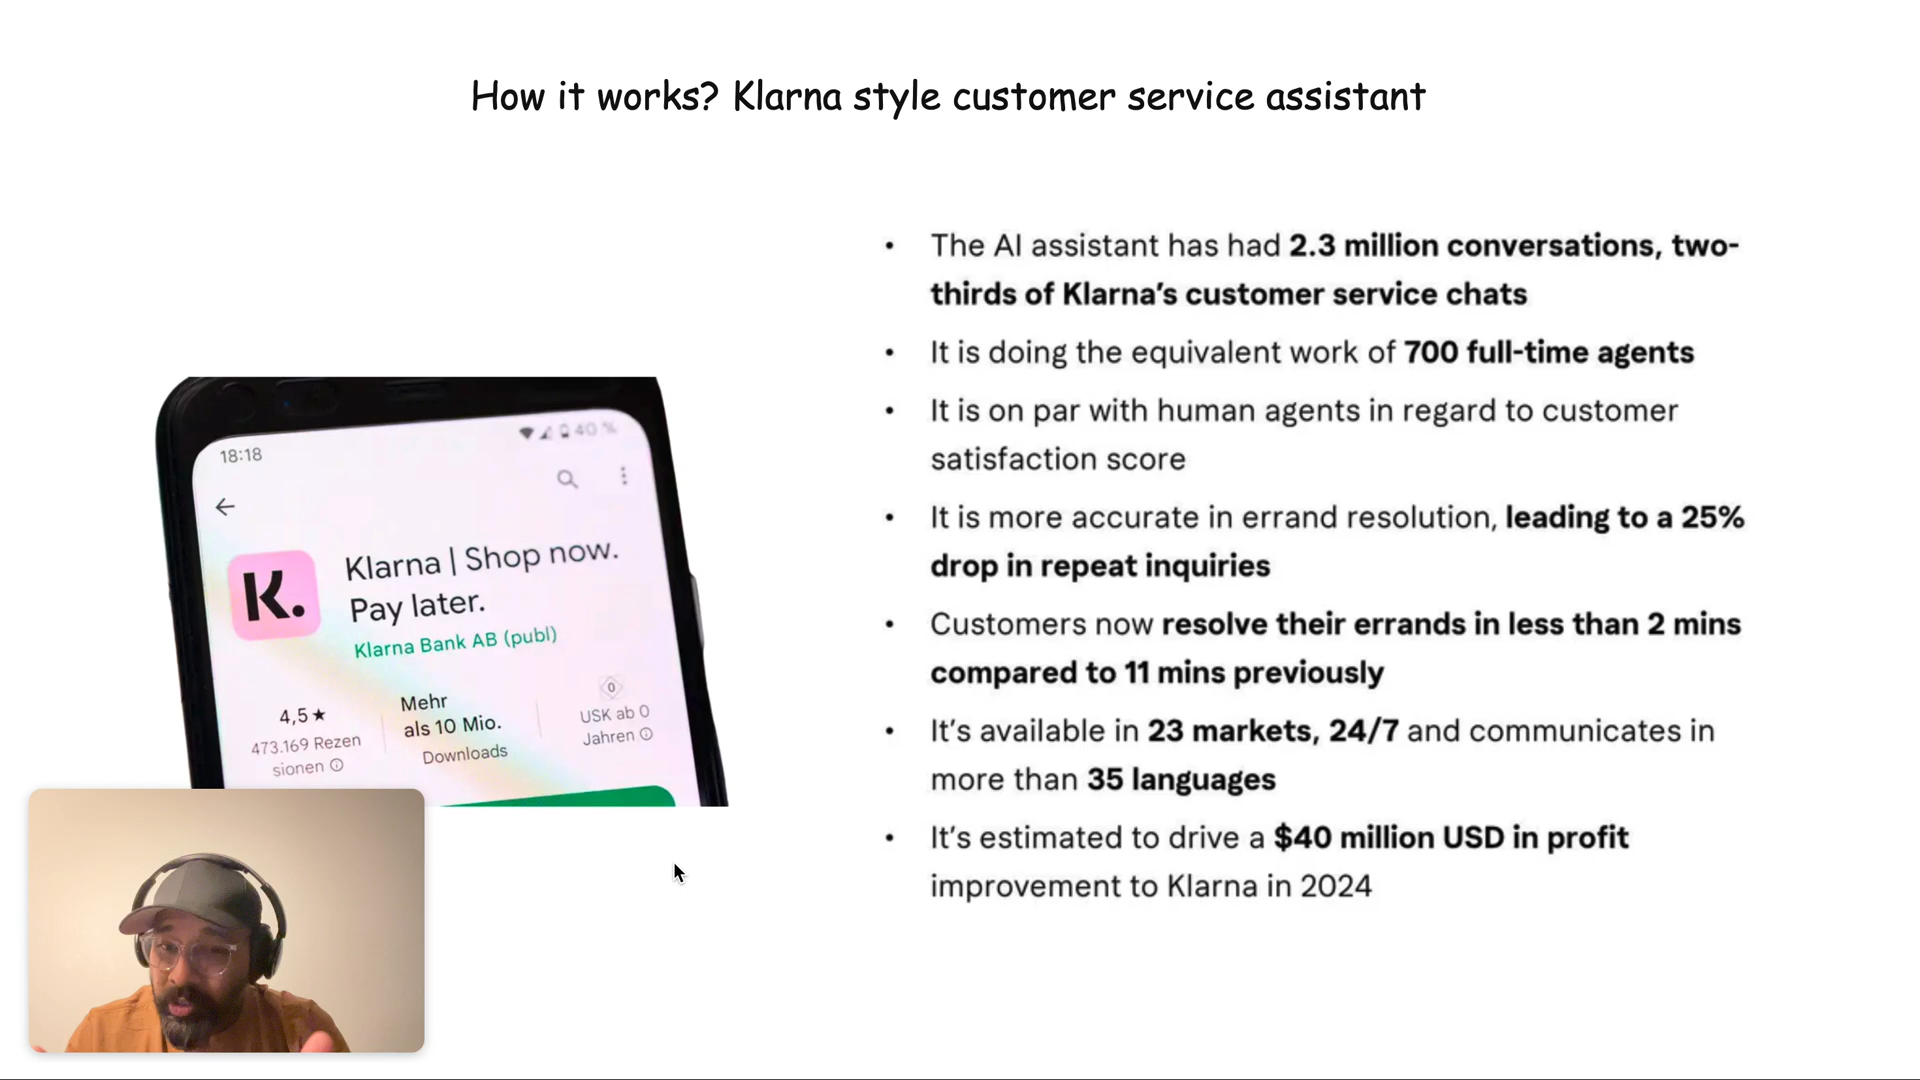 How it works? Klarna style customer service assistant
• The AI assistant has had 2.3 million conversations, two-
thirds of Klarna's customer service chats
• It is doing the equivalent work of 700 full-time agents
• It is on par with human agents in regard to customer
satisfaction score
• It is more accurate in errand resolution, leading to a 25%
drop in repeat inquiries
• Customers now resolve their errands in less than 2 mins
compared to 11 mins previously
• It's available in 23 markets, 24/7 and communicates in
more than 35 languages
• It's estimated to drive a $40 million USD in profit
improvement to Klarna in 2024
18:18
40 %
K.
Klarna | Shop now.
Pay later.
Klarna Bank AB (publ)
4,5 ★
473.169 Rezen
sionen
Mehr
als 10 Mio.
Downloads
0
USK ab 0
Jahren